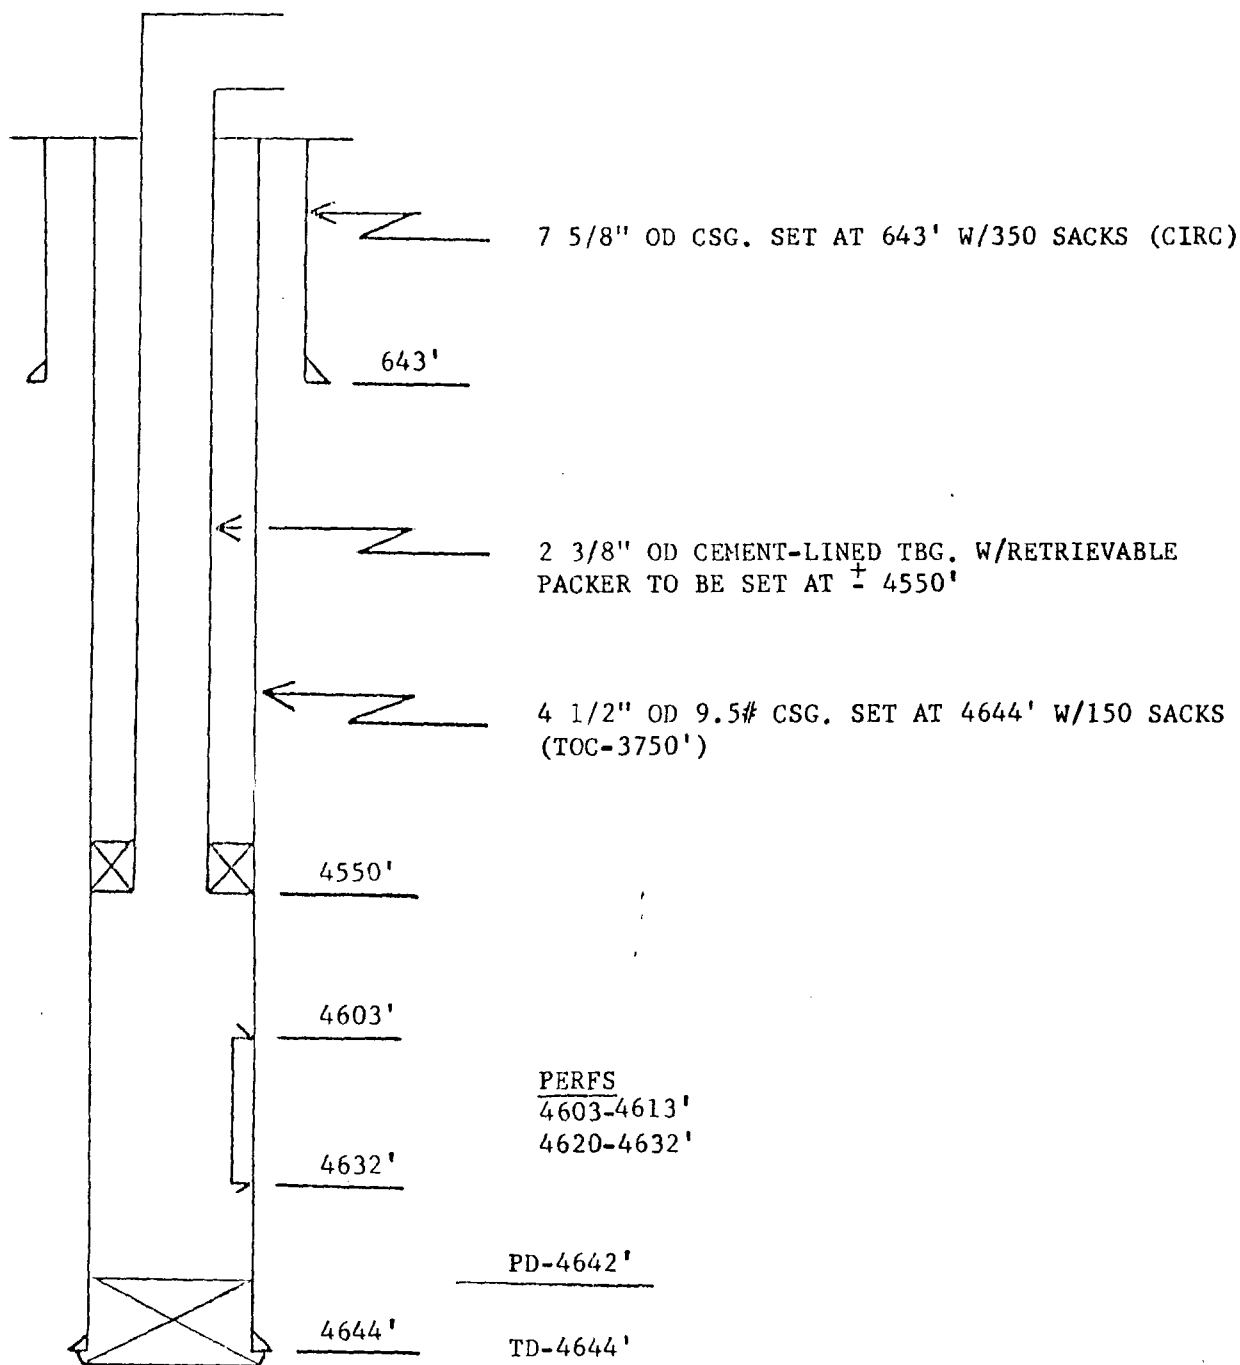 7 5/8" OD CSG. SET AT 643' W/350 SACKS (CIRC)
643'
2 3/8" OD CEMENT-LINED TBG. W/RETRIEVABLE
PACKER TO BE SET AT ± 4550'
4 1/2" OD 9.5# CSG. SET AT 4644' W/150 SACKS
(TOC-3750')
4550'
4603'
PERFS
4603-4613'
4620-4632'
4632'
PD-4642'
4644'
TD-4644'